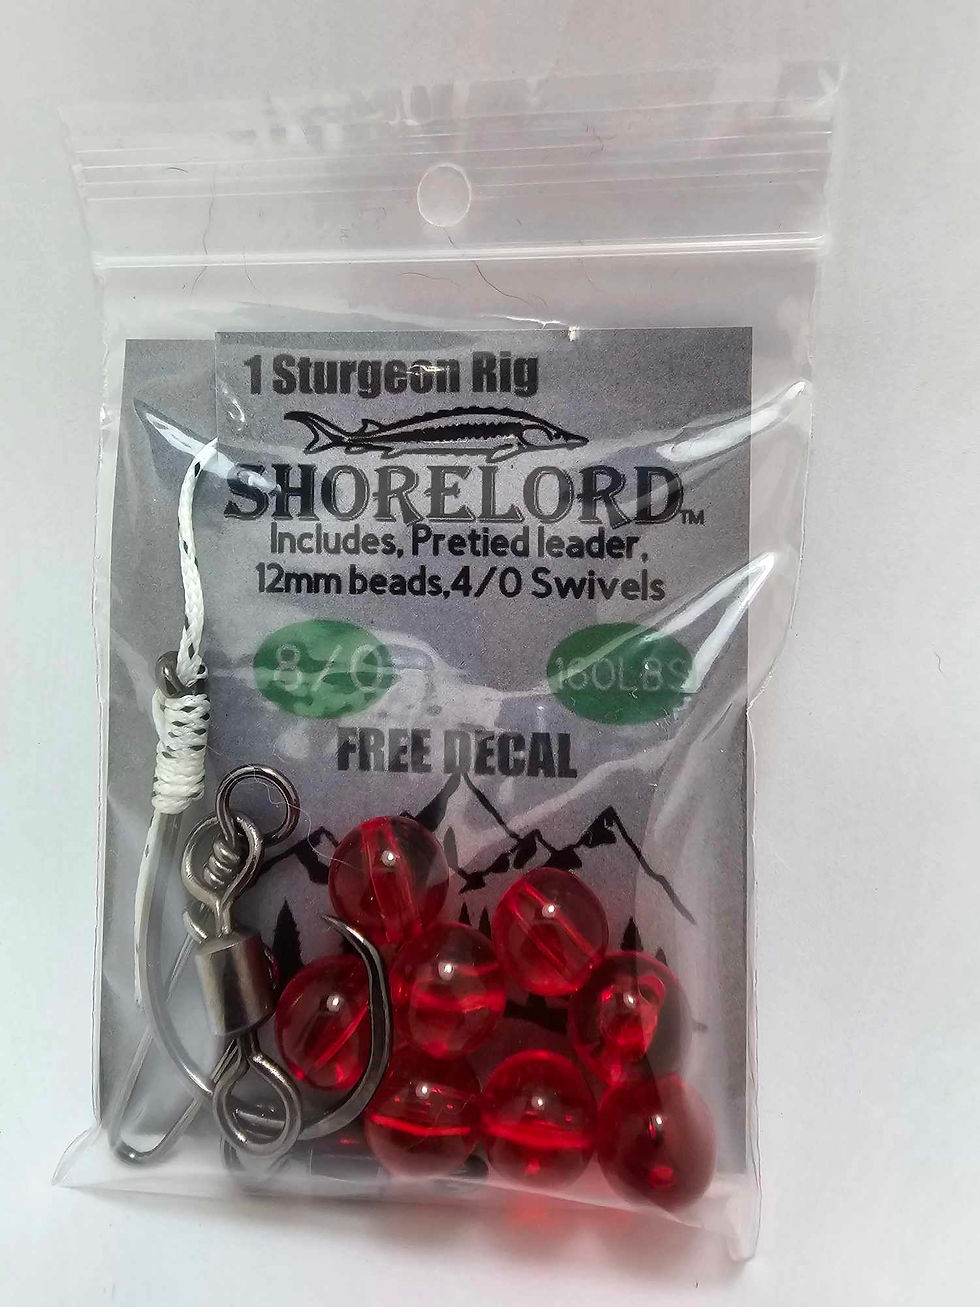 1 Sturgeon Rig
SHORELORD™
Includes, Pretied leader,
12mm beads,4/0 Swivels
8/0
160LBS
FREE DECAL